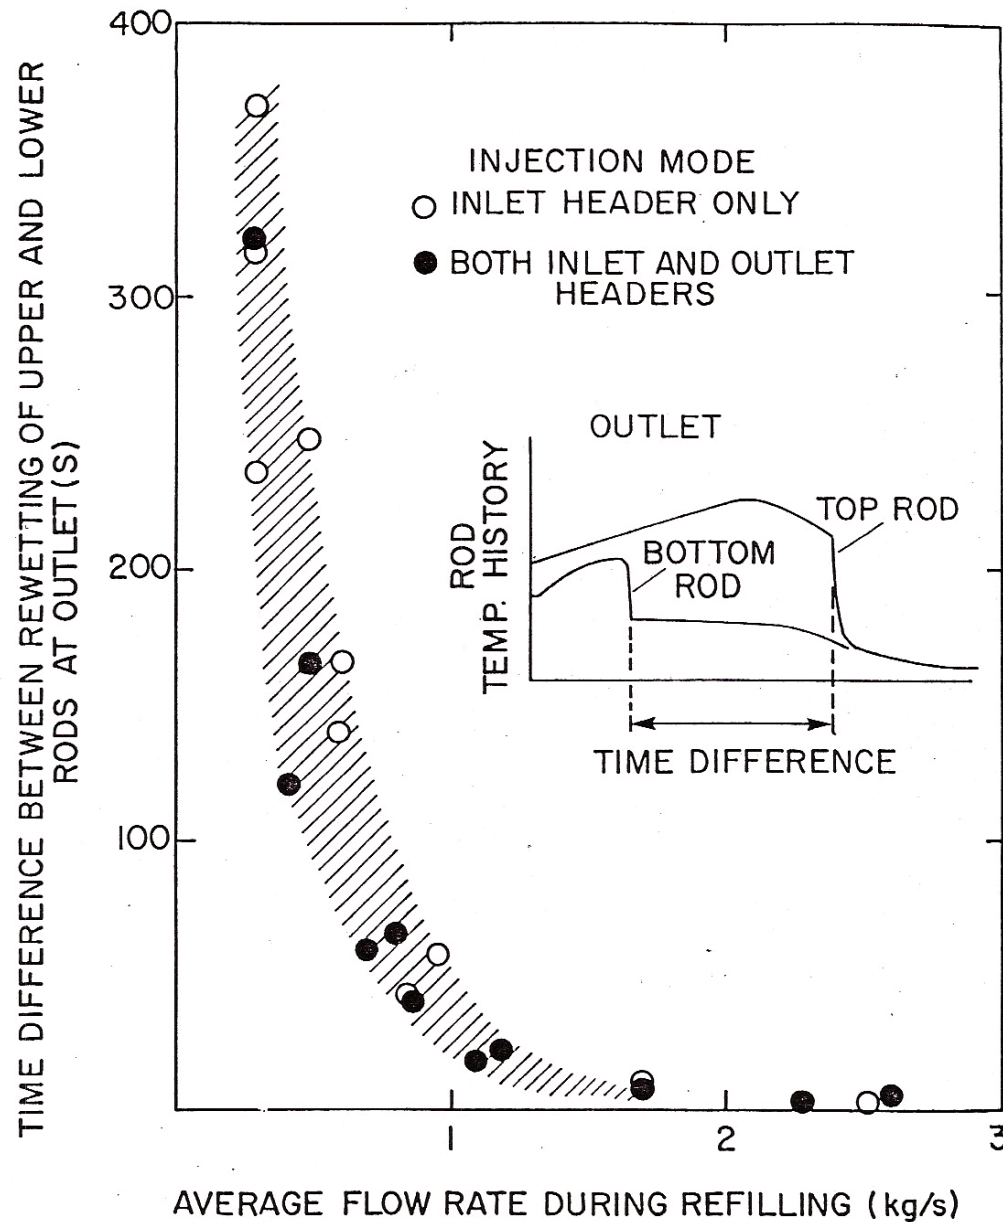 400
300
200
100
1
2
3
TIME DIFFERENCE BETWEEN REWETTING OF UPPER AND LOWER
RODS AT OUTLET (S)
INJECTION MODE
INLET HEADER ONLY
BOTH INLET AND OUTLET
HEADERS
OUTLET
ROD
TEMP. HISTORY
TOP ROD
BOTTOM
ROD
TIME DIFFERENCE
AVERAGE FLOW RATE DURING REFILLING (kg/s)